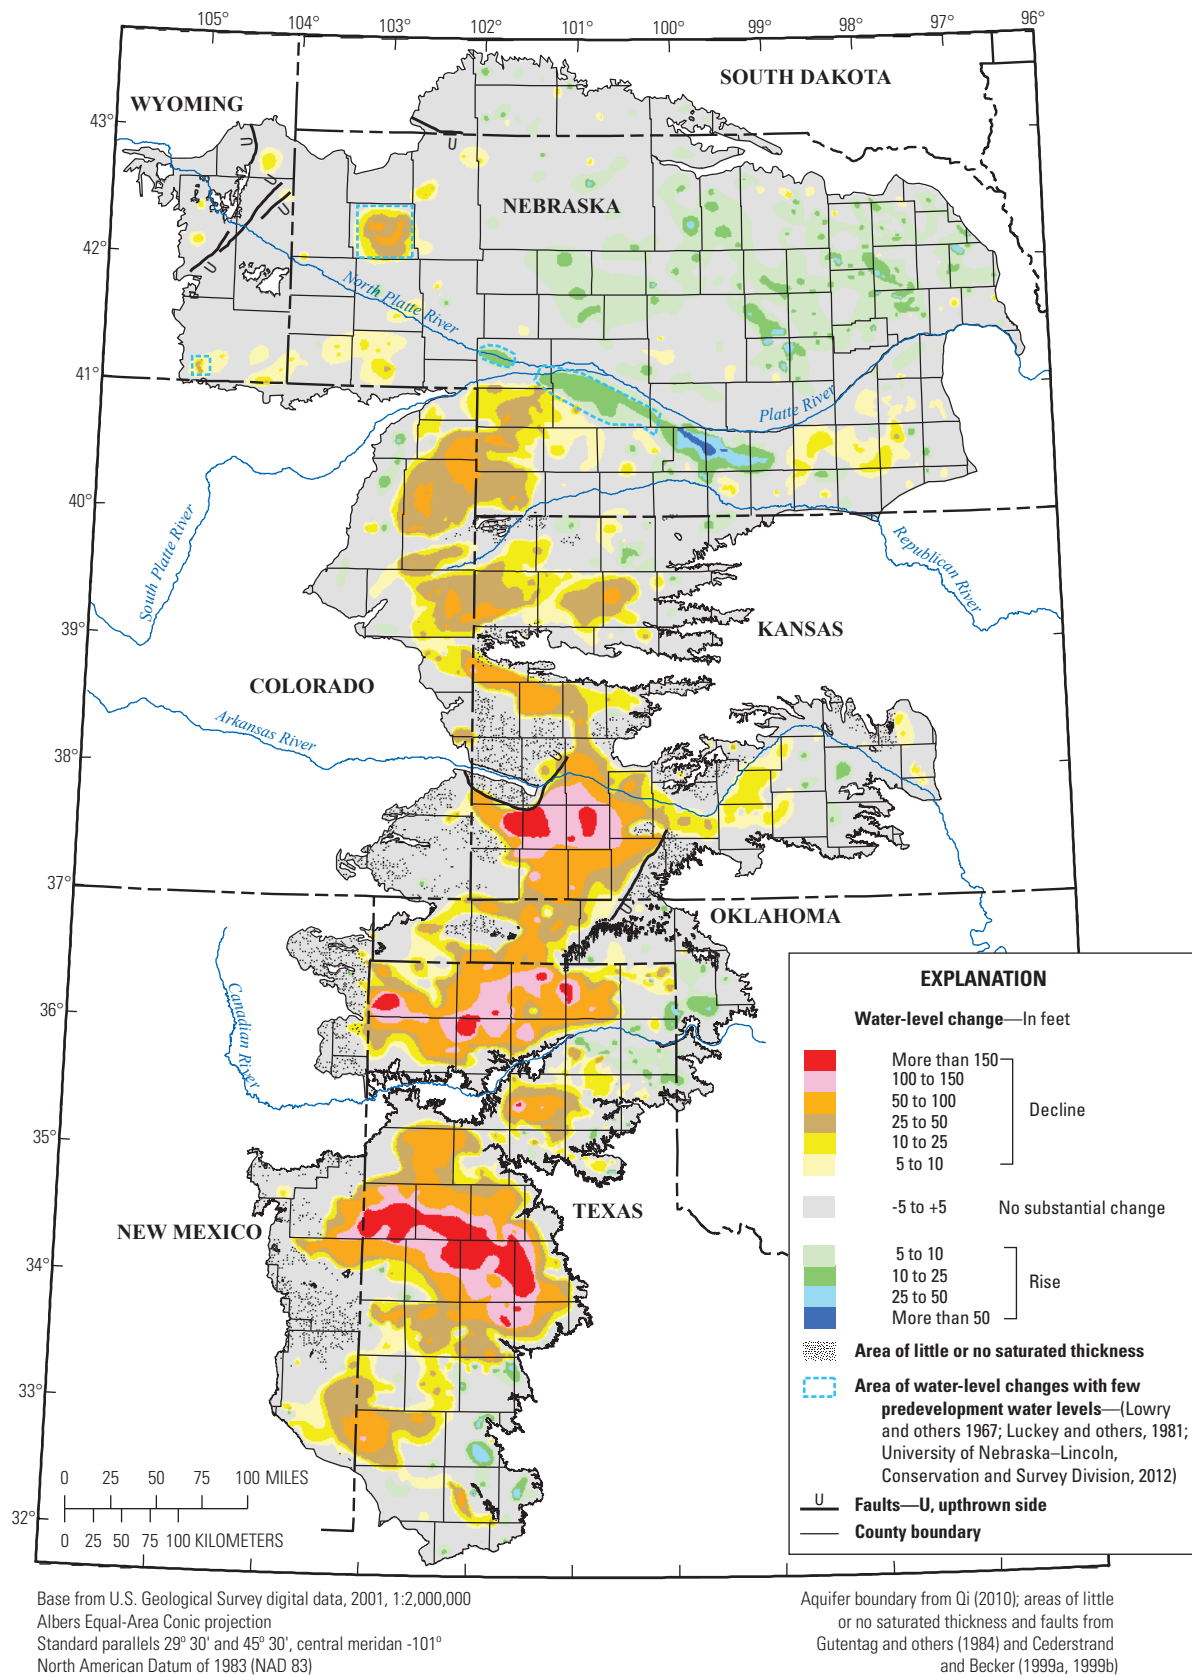 105° 104° 103° 102° 101° 100° 99° 98° 97° 96°
SOUTH DAKOTA
WYOMING
43°
U
U
U
U
NEBRASKA
42°
U
North Platte River
41°
Platte River
40°
South Platte River
Republican River
39°
KANSAS
COLORADO
Arkansas River
38°
U
37°
U
OKLAHOMA
36°
Canadian River
35°
TEXAS
NEW MEXICO
34°
33°
32°
0 25 50 75 100 MILES
0 25 50 75 100 KILOMETERS
EXPLANATION
Water-level change—In feet
More than 150
100 to 150
50 to 100
25 to 50
10 to 25
5 to 10
Decline
-5 to +5 No substantial change
5 to 10
10 to 25
25 to 50
More than 50
Rise
Area of little or no saturated thickness
Area of water-level changes with few
predevelopment water levels—(Lowry
and others 1967; Luckey and others, 1981;
University of Nebraska–Lincoln,
Conservation and Survey Division, 2012)
U Faults—U, upthrown side
County boundary
Base from U.S. Geological Survey digital data, 2001, 1:2,000,000
Albers Equal-Area Conic projection
Standard parallels 29° 30' and 45° 30', central meridan -101°
North American Datum of 1983 (NAD 83)
Aquifer boundary from Qi (2010); areas of little
or no saturated thickness and faults from
Gutentag and others (1984) and Cederstrand
and Becker (1999a, 1999b)